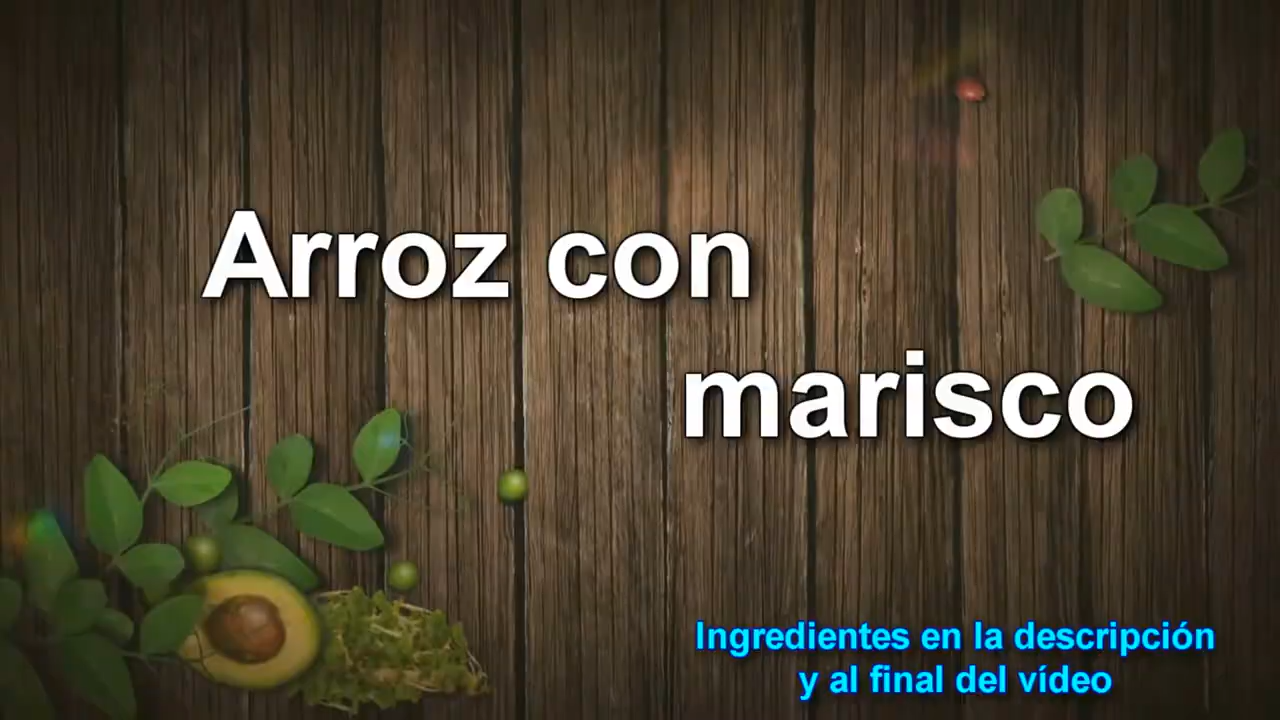 Arroz con
marisco
Ingredientes en la descripción
y al final del vídeo